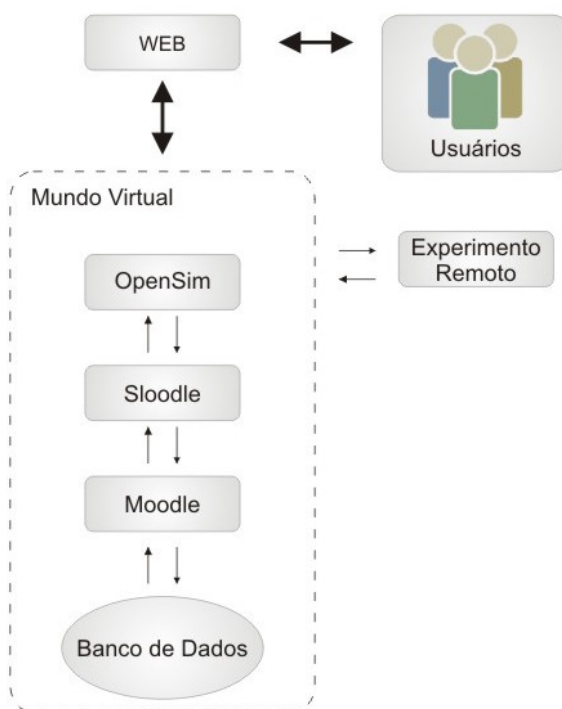 WEB
Usuários
Mundo Virtual
OpenSim
Experimento
Remoto
Sloodle
Moodle
Banco de Dados